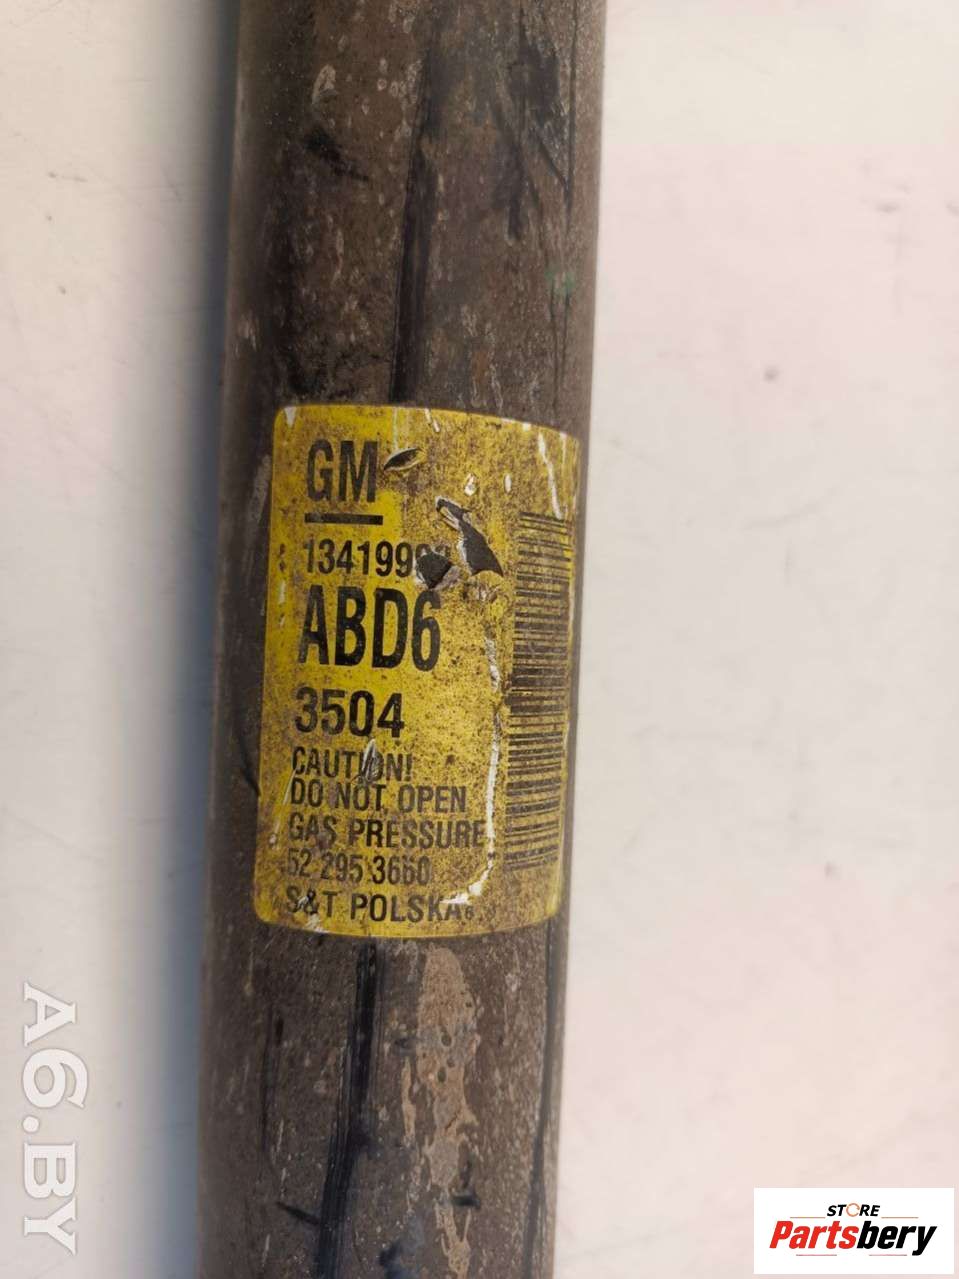 GM
ABD6
3504
CAUTION!
DO NOT OPEN
GAS PRESSURE
52 295 3660
S&T POLSKA
A6.BY
STORE
Partsbery